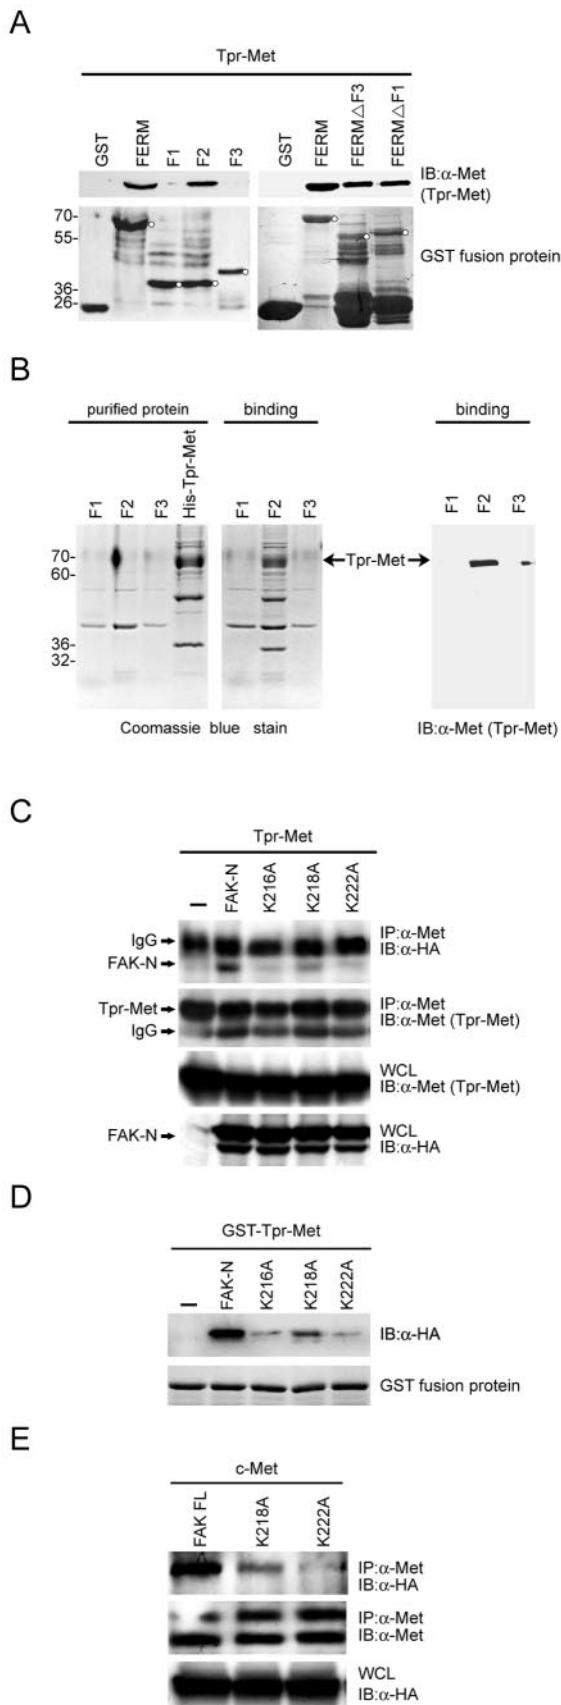 A
Tpr-Met
GST
FERM
F1
F2
F3
GST
FERM
FERM△F3
FERM△F1
IB:α-Met
(Tpr-Met)
70-
55-
36-
26-
GST fusion protein
B
purified protein
binding
binding
F1
F2
F3
His-Tpr-Met
F1
F2
F3
F1
F2
F3
70-
60-
36-
32-
Tpr-Met
Coomassie blue stain
IB:α-Met (Tpr-Met)
C
Tpr-Met
–
FAK-N
K216A
K218A
K222A
IgG
FAK-N
IP:α-Met
IB:α-HA
Tpr-Met
IgG
IP:α-Met
IB:α-Met (Tpr-Met)
WCL
IB:α-Met (Tpr-Met)
FAK-N
WCL
IB:α-HA
D
GST-Tpr-Met
–
FAK-N
K216A
K218A
K222A
IB:α-HA
GST fusion protein
E
c-Met
FAK FL
K218A
K222A
IP:α-Met
IB:α-HA
IP:α-Met
IB:α-Met
WCL
IB:α-HA